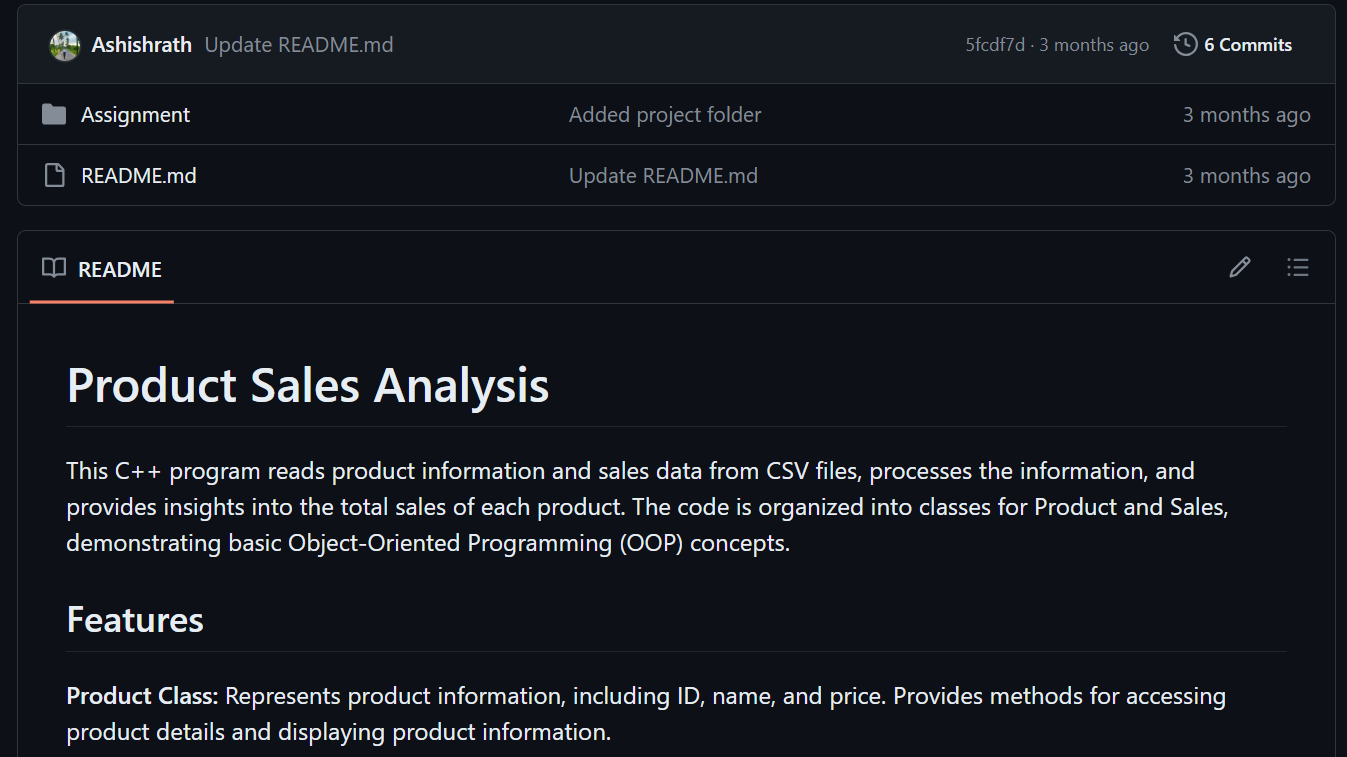 Ashishrath Update README.md 5fcdf7d · 3 months ago 6 Commits
Assignment Added project folder 3 months ago
README.md Update README.md 3 months ago
README
Product Sales Analysis
This C++ program reads product information and sales data from CSV files, processes the information, and
provides insights into the total sales of each product. The code is organized into classes for Product and Sales,
demonstrating basic Object-Oriented Programming (OOP) concepts.
Features
Product Class: Represents product information, including ID, name, and price. Provides methods for accessing
product details and displaying product information.